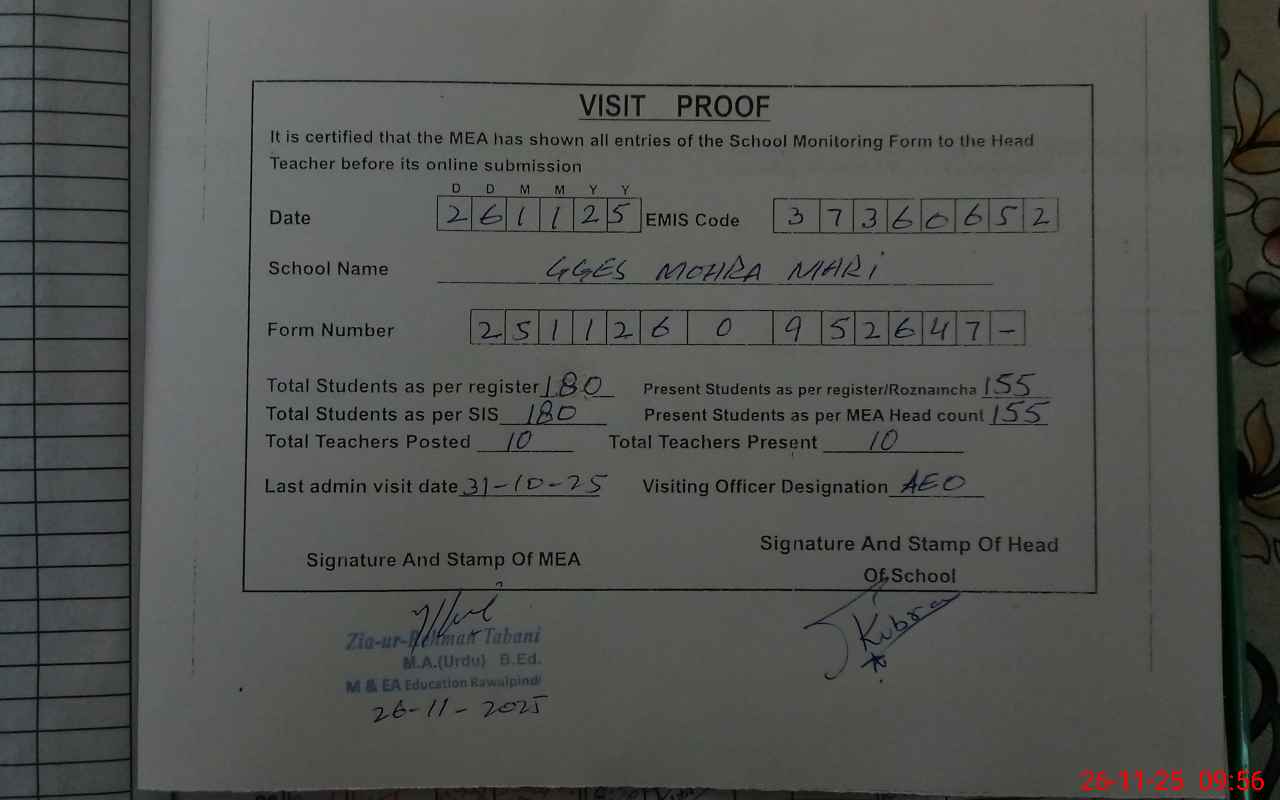 VISIT PROOF
It is certified that the MEA has shown all entries of the School Monitoring Form to the Head
Teacher before its online submission
D D M M Y Y
Date 2 6 1 1 2 5 EMIS Code 3 7 3 6 0 6 5 2
School Name GGES MOHRA MARI
Form Number 2 5 1 1 2 6 0 9 5 2 6 4 7 -
Total Students as per register 180 Present Students as per register/Roznamcha 155
Total Students as per SIS 180 Present Students as per MEA Head count 155
Total Teachers Posted 10 Total Teachers Present 10
Last admin visit date 31-10-25 Visiting Officer Designation AEO
Signature And Stamp Of MEA
Signature And Stamp Of Head
Of School
Kubra
Zia-ur-Rehman Tabani
M.A.(Urdu) B.Ed.
M & EA Education Rawalpindi
26-11-2025
26-11-25 09:56